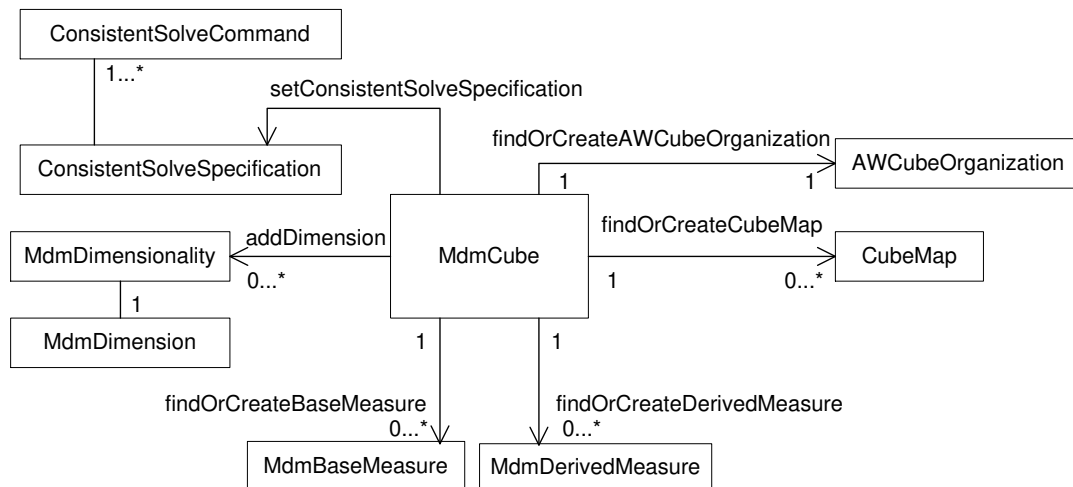 ConsistentSolveCommand
1...*
setConsistentSolveSpecification
ConsistentSolveSpecification
findOrCreateAWCubeOrganization
1
1
AWCubeOrganization
MdmDimensionality
addDimension
0...*
MdmCube
findOrCreateCubeMap
1
0...*
CubeMap
1
MdmDimension
1
1
findOrCreateBaseMeasure
0...*
findOrCreateDerivedMeasure
0...*
MdmBaseMeasure
MdmDerivedMeasure